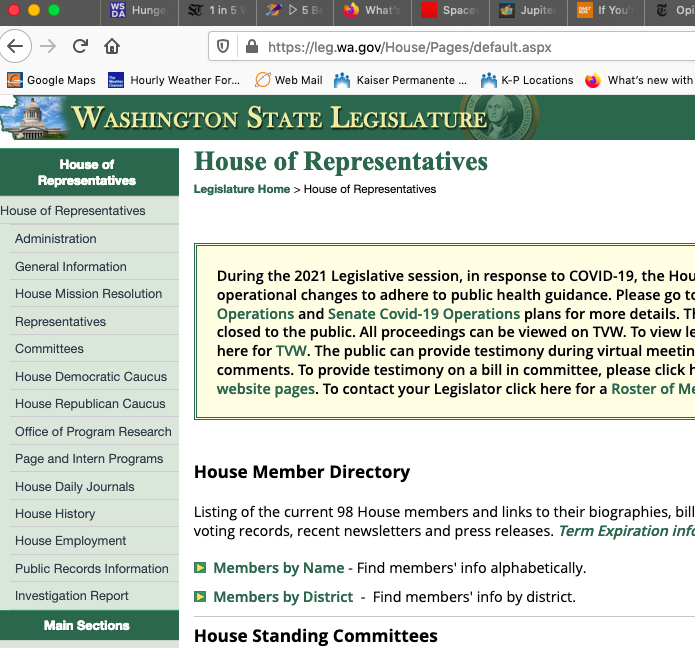 WS
DA
Hunge
1 in 5
5 B
What'
Space
Jupiter
DAILY
KOS
If You'
Opi
https://leg.wa.gov/House/Pages/default.aspx
Google Maps
Hourly Weather For...
Web Mail
Kaiser Permanente ...
K-P Locations
What's new with
WASHINGTON STATE LEGISLATURE
House of
Representatives
House of Representatives
Administration
General Information
House Mission Resolution
Representatives
Committees
House Democratic Caucus
House Republican Caucus
Office of Program Research
Page and Intern Programs
House Daily Journals
House History
House Employment
Public Records Information
Investigation Report
Main Sections
House of Representatives
Legislature Home > House of Representatives
During the 2021 Legislative session, in response to COVID-19, the Hou
operational changes to adhere to public health guidance. Please go to
Operations and Senate Covid-19 Operations plans for more details. Th
closed to the public. All proceedings can be viewed on TVW. To view le
here for TVW. The public can provide testimony during virtual meetin
comments. To provide testimony on a bill in committee, please click h
website pages. To contact your Legislator click here for a Roster of Me
House Member Directory
Listing of the current 98 House members and links to their biographies, bill
voting records, recent newsletters and press releases. Term Expiration info
Members by Name - Find members' info alphabetically.
Members by District - Find members' info by district.
House Standing Committees